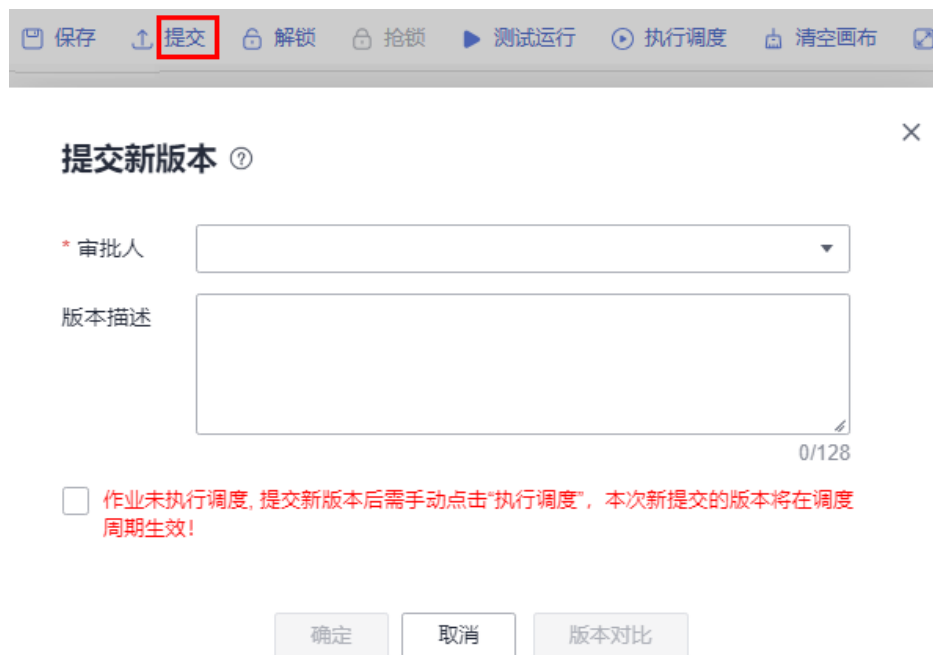 保存 提交 解锁 抢锁 测试运行 执行调度 清空画布
提交新版本
* 审批人
版本描述
0/128
作业未执行调度, 提交新版本后需手动点击“执行调度”，本次新提交的版本将在调度
周期生效!
确定 取消 版本对比